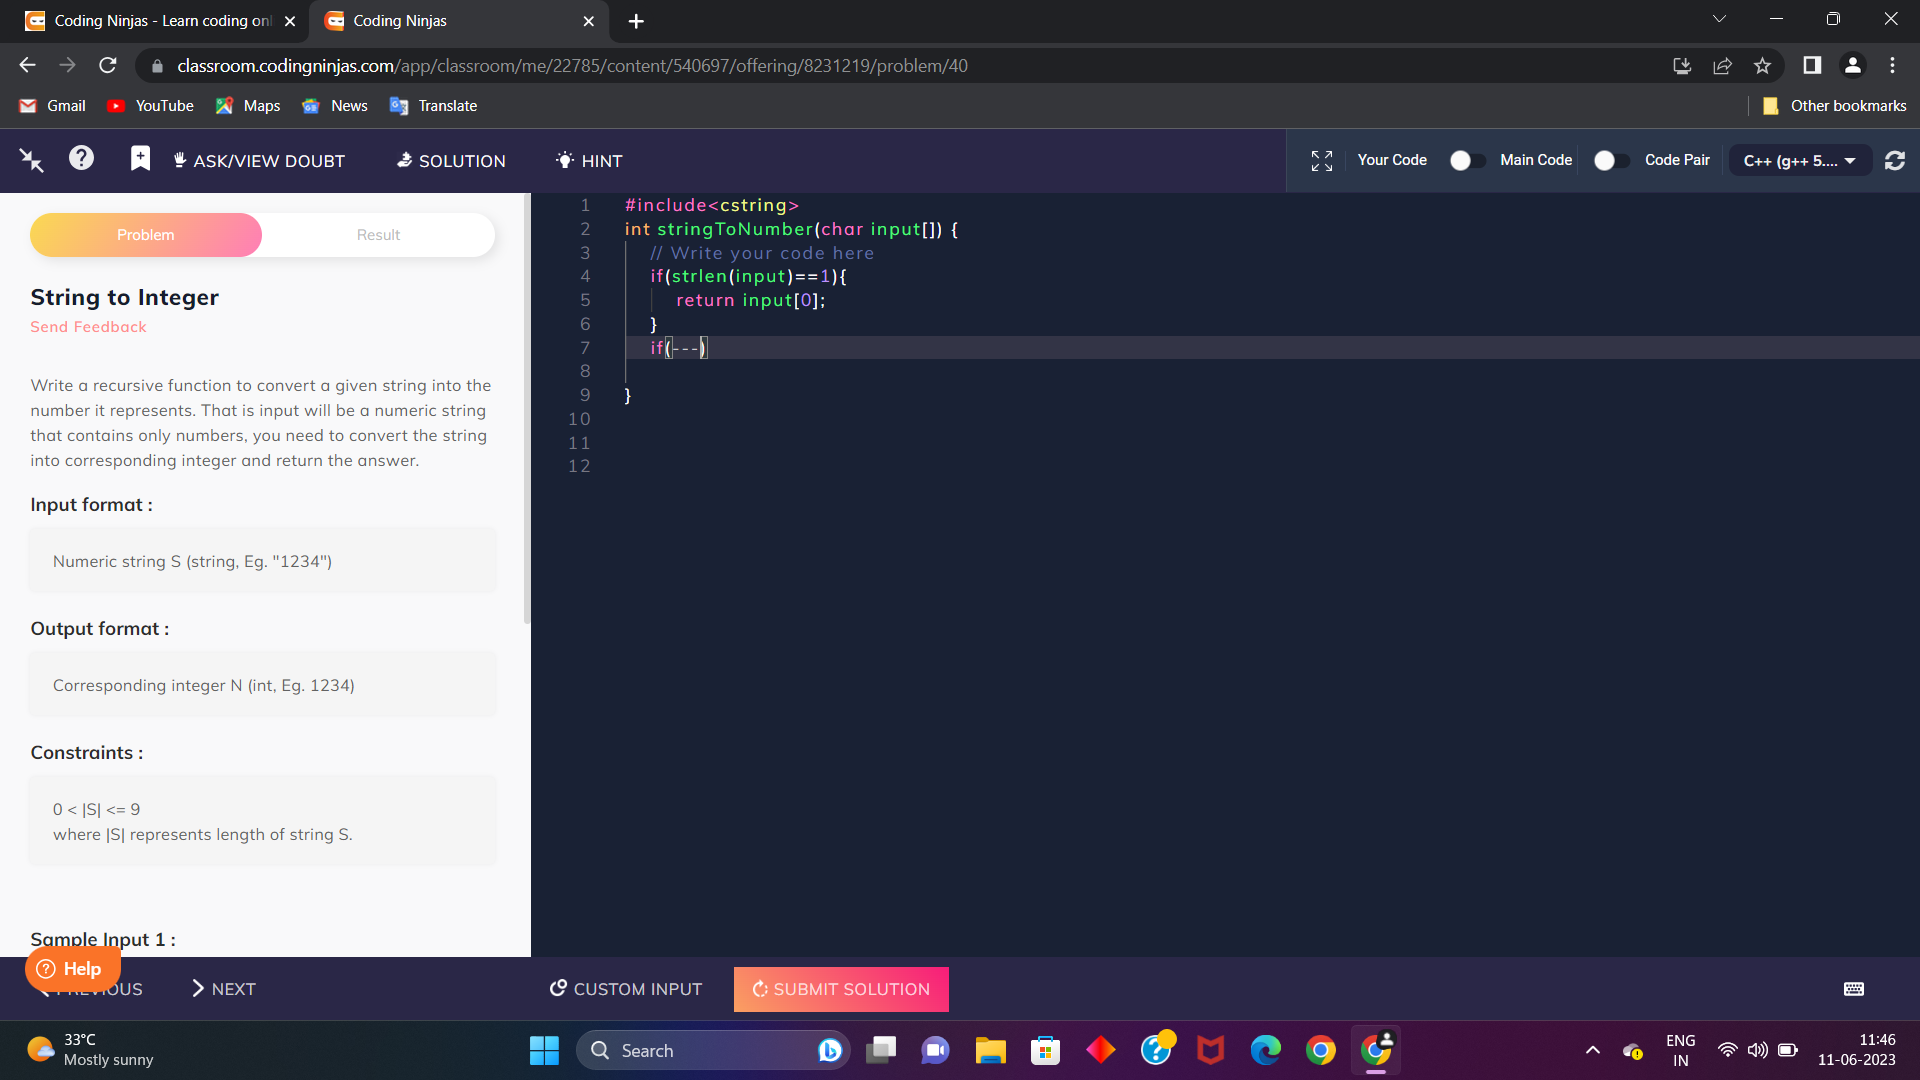 Coding Ninjas - Learn coding onl
Coding Ninjas
classroom.codingninjas.com/app/classroom/me/22785/content/540697/offering/8231219/problem/40
Gmail
YouTube
Maps
News
Translate
Other bookmarks
ASK/VIEW DOUBT
SOLUTION
HINT
Your Code
Main Code
Code Pair
C++ (g++ 5....
Problem
Result
String to Integer
Send Feedback
Write a recursive function to convert a given string into the
number it represents. That is input will be a numeric string
that contains only numbers, you need to convert the string
into corresponding integer and return the answer.
Input format :
Numeric string S (string, Eg. "1234")
Output format :
Corresponding integer N (int, Eg. 1234)
Constraints :
0 < |S| <= 9
where |S| represents length of string S.
Sample Input 1 :
1 #include<cstring>
2 int stringToNumber(char input[]) {
3 // Write your code here
4 if(strlen(input)==1){
5 return input[0];
6 }
7 if(---)
8
9 }
10
11
12
Help
PREVIOUS
NEXT
CUSTOM INPUT
SUBMIT SOLUTION
33°C
Mostly sunny
Search
ENG
IN
11:46
11-06-2023